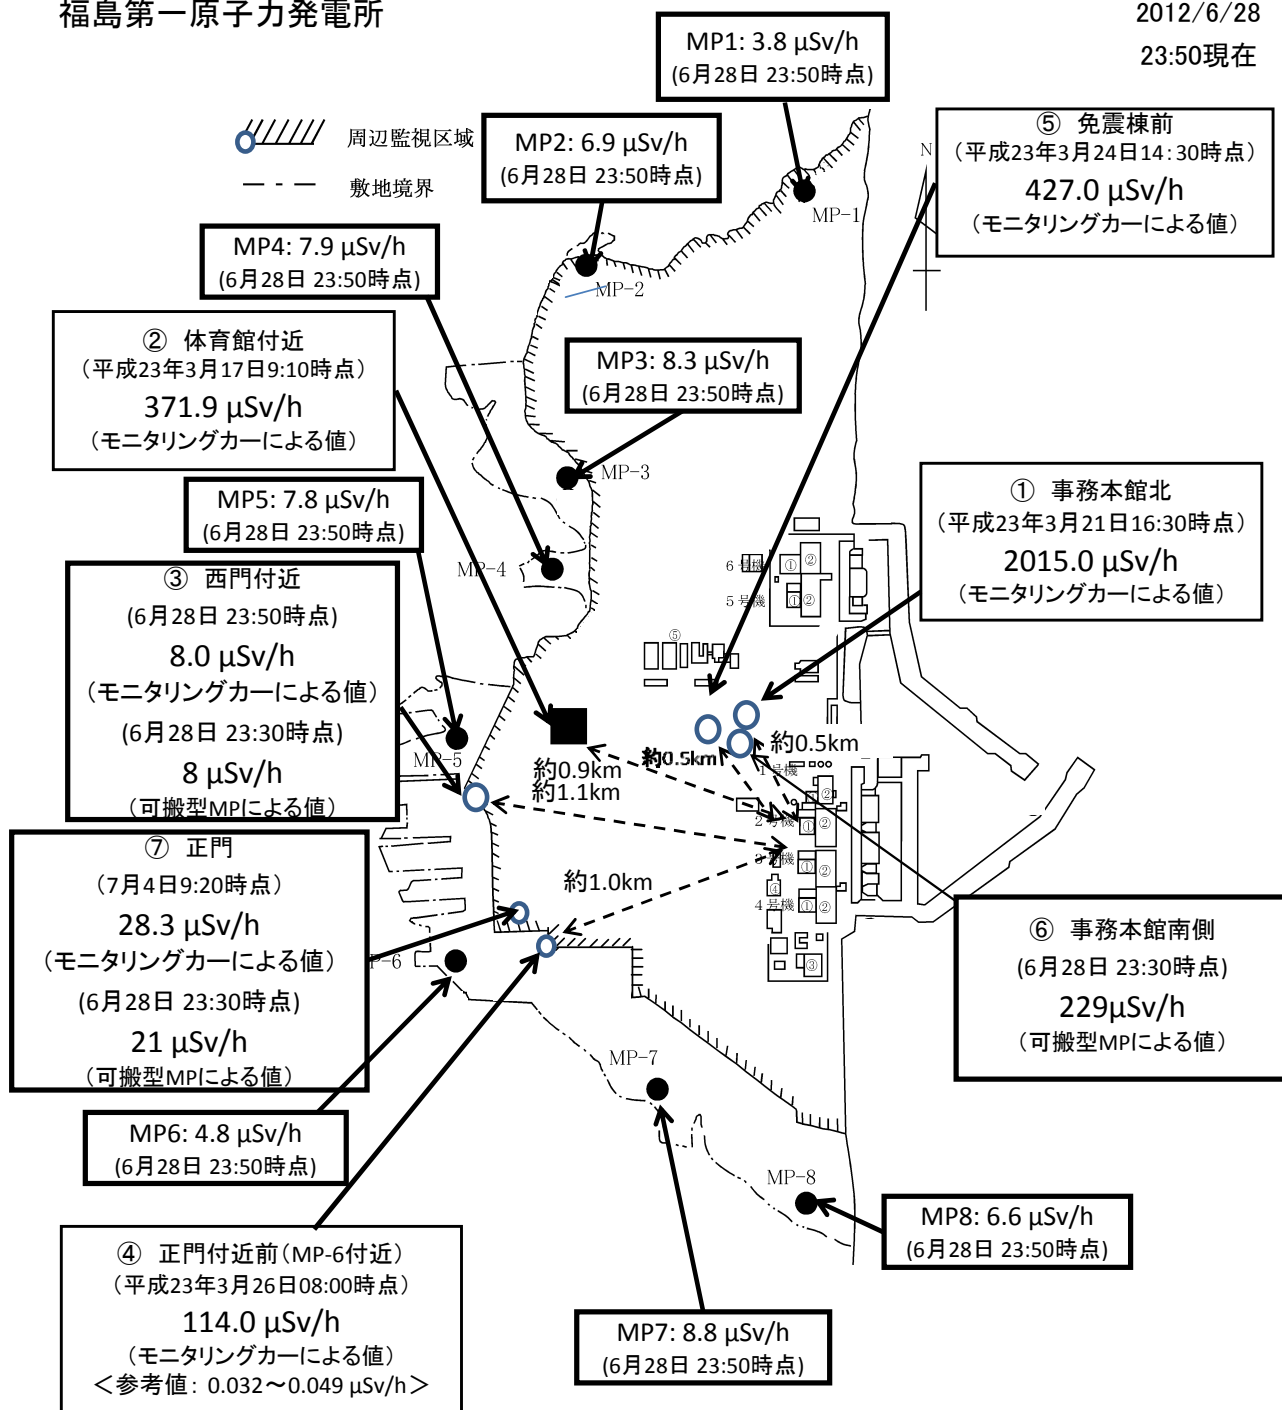 福島第一原子力発電所
2012/6/28
23:50現在
周辺監視区域
敷地境界
MP1: 3.8 μSv/h
(6月28日 23:50時点)
MP2: 6.9 μSv/h
(6月28日 23:50時点)
⑤ 免震棟前
(平成23年3月24日14:30時点)
427.0 μSv/h
(モニタリングカーによる値)
N
MP-1
MP4: 7.9 μSv/h
(6月28日 23:50時点)
MP-2
② 体育館付近
(平成23年3月17日9:10時点)
371.9 μSv/h
(モニタリングカーによる値)
MP3: 8.3 μSv/h
(6月28日 23:50時点)
MP-3
MP5: 7.8 μSv/h
(6月28日 23:50時点)
① 事務本館北
(平成23年3月21日16:30時点)
2015.0 μSv/h
(モニタリングカーによる値)
MP-4
③ 西門付近
(6月28日 23:50時点)
8.0 μSv/h
(モニタリングカーによる値)
(6月28日 23:30時点)
8 μSv/h
(可搬型MPによる値)
6号機
①
②
5号機
①
②
⑤
MP-5
約0.9km
約1.1km
約0.5km
約0.5km
1号機
②
2号機
①
②
3号機
①
②
④
4号機
①
②
③
約1.0km
⑦ 正門
(7月4日9:20時点)
28.3 μSv/h
(モニタリングカーによる値)
(6月28日 23:30時点)
21 μSv/h
(可搬型MPによる値)
P-6
⑥ 事務本館南側
(6月28日 23:30時点)
229μSv/h
(可搬型MPによる値)
MP-7
MP6: 4.8 μSv/h
(6月28日 23:50時点)
MP-8
MP8: 6.6 μSv/h
(6月28日 23:50時点)
④ 正門付近前(MP-6付近)
(平成23年3月26日08:00時点)
114.0 μSv/h
(モニタリングカーによる値)
＜参考値: 0.032～0.049 μSv/h＞
MP7: 8.8 μSv/h
(6月28日 23:50時点)